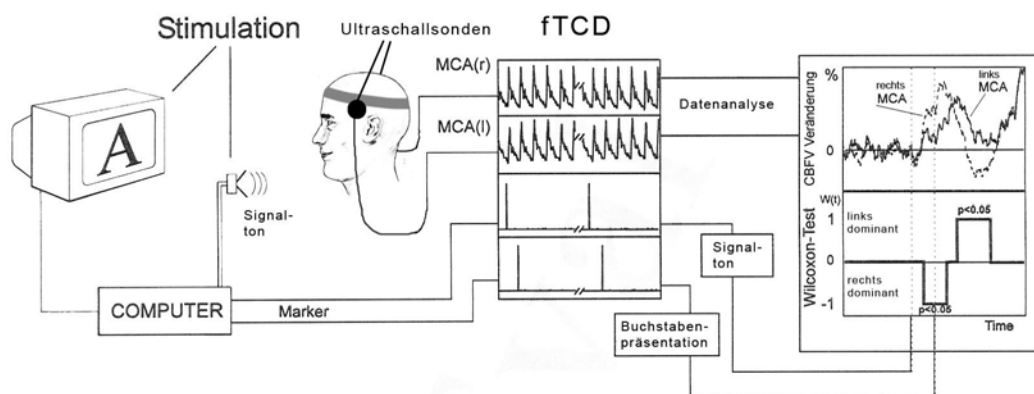 Stimulation
A
Signal-
ton
COMPUTER
Marker
Ultraschallsonden
fTCD
MCA(r)
MCA(l)
Datenanalyse
Signal-
ton
Buchstaben-
präsentation
%
CBFV Veränderung
0
rechts
MCA
links
MCA
Wilcoxon-Test
W(t)
1
0
-1
links
dominant
p<0.05
rechts
dominant
p<0.05
Time